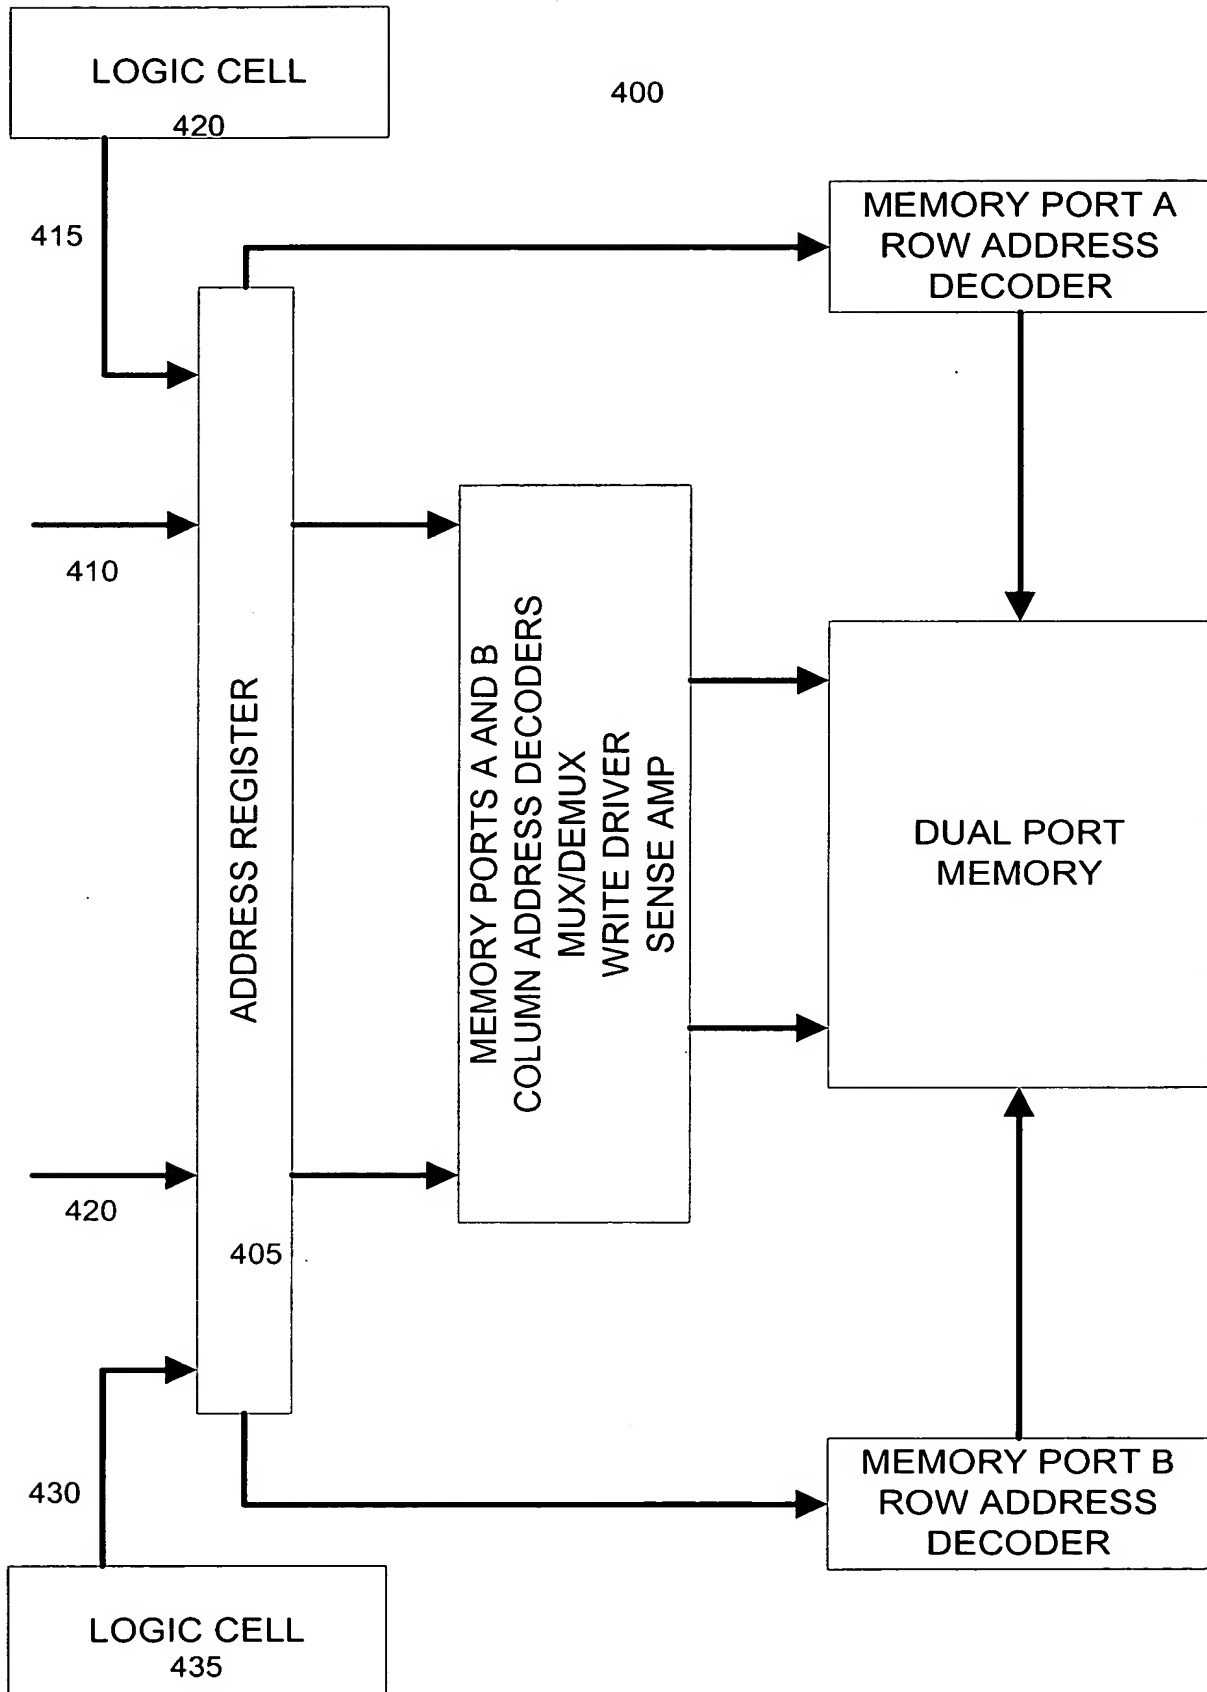 LOGIC CELL
420
400
415
MEMORY PORT A
ROW ADDRESS
DECODER
410
ADDRESS REGISTER
405
MEMORY PORTS A AND B
COLUMN ADDRESS DECODERS
MUX/DEMUX
WRITE DRIVER
SENSE AMP
DUAL PORT
MEMORY
420
430
MEMORY PORT B
ROW ADDRESS
DECODER
LOGIC CELL
435